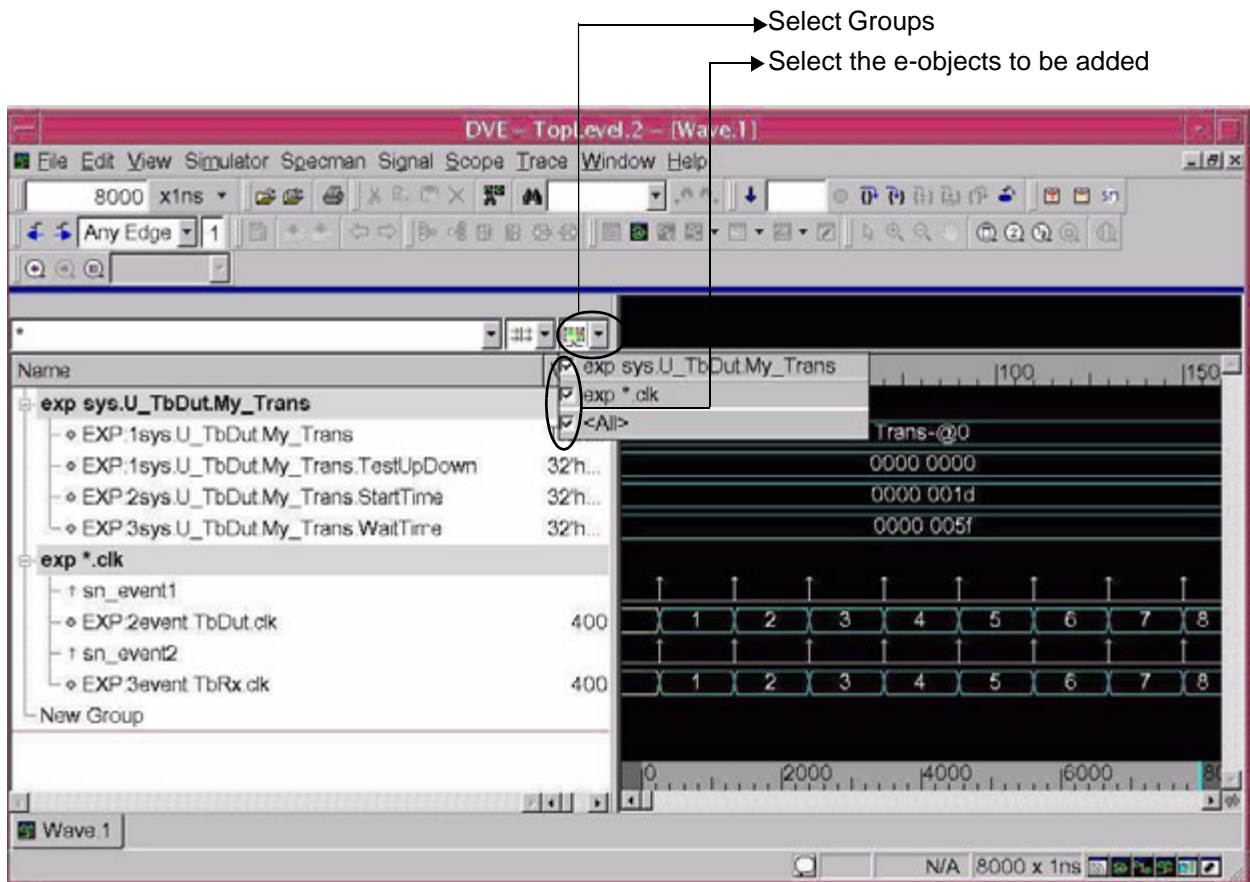 Select Groups
Select the e-objects to be added
DVE - TopLevel.2 - [Wave.1]
File Edit View Simulator Specman Signal Scope Trace Window Help
8000 x1ns
Any Edge 1
*
Name
exp sys.U_TbDut.My_Trans
exp *.clk
<All>
100 150
exp sys.U_TbDut.My_Trans
EXP:1sys.U_TbDut.My_Trans Trans-@0
EXP:1sys.U_TbDut.My_Trans.TestUpDown 32'h... 0000 0000
EXP:2sys.U_TbDut.My_Trans.StartTime 32'h... 0000 001d
EXP:3sys.U_TbDut.My_Trans.WaitTime 32'h... 0000 005f
exp *.clk
sn_event1
EXP:2event TbDut.clk 400 1 2 3 4 5 6 7 8
sn_event2
EXP:3event TbRx.clk 400 1 2 3 4 5 6 7 8
New Group
0 2000 4000 6000 80
Wave.1
N/A 8000 x 1ns